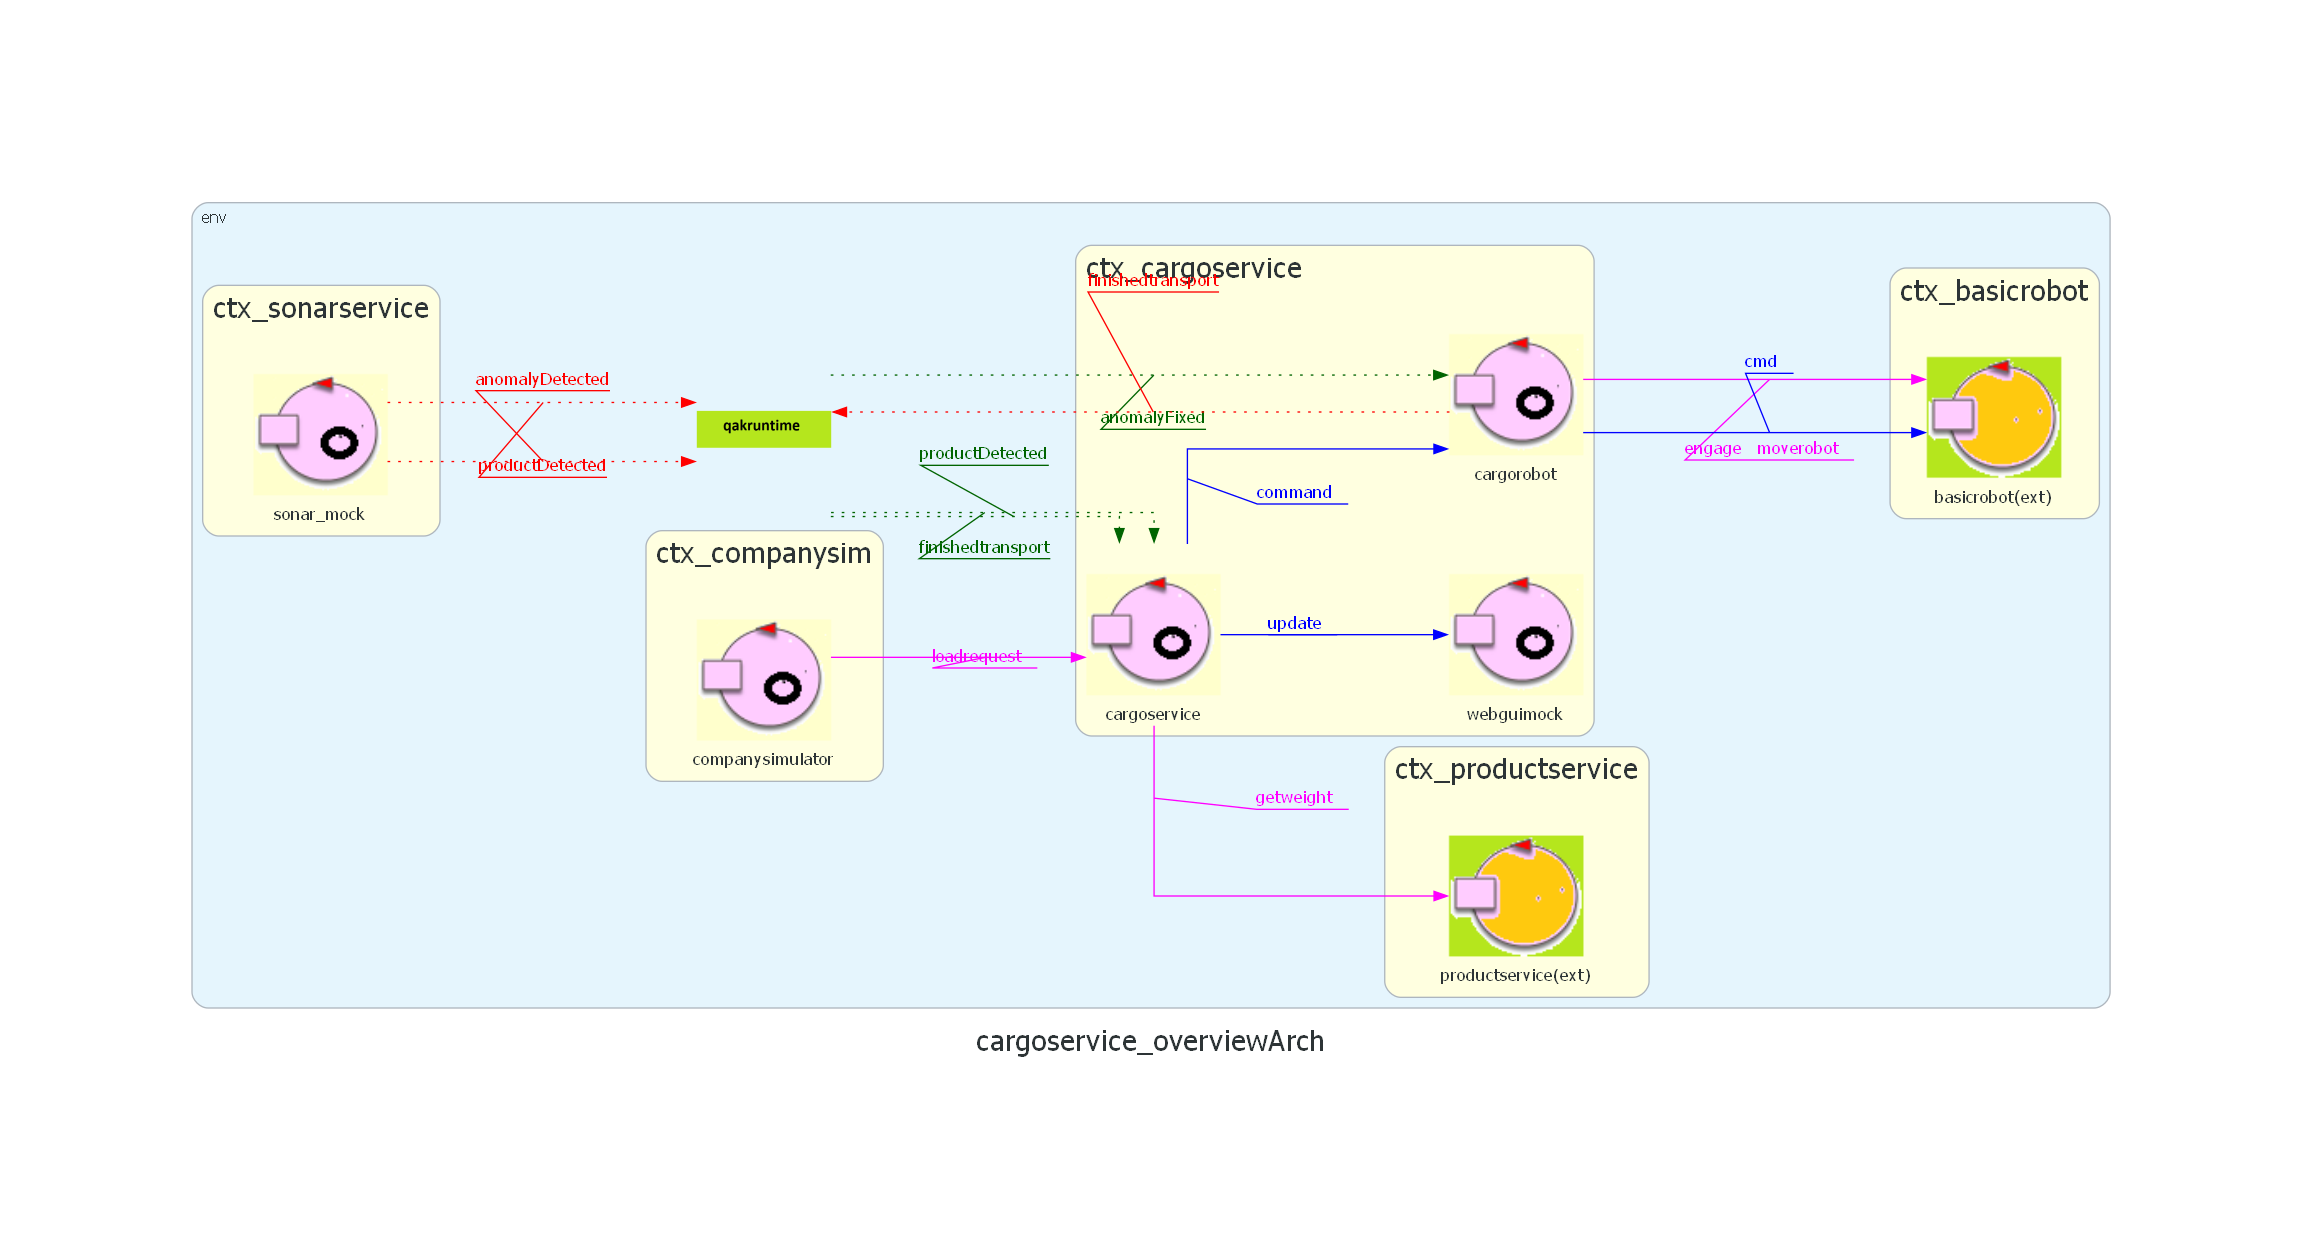 env
ctx_sonarservice
sonar_mock
anomalyDetected
productDetected
qakruntime
productDetected
finishedtransport
ctx_companysim
companysimulator
loadrequest
ctx_cargoservice
finishedtransport
anomalyFixed
command
cargorobot
update
cargoservice
webguimock
cmd
engage moverobot
ctx_basicrobot
basicrobot(ext)
getweight
ctx_productservice
productservice(ext)
cargoservice_overviewArch